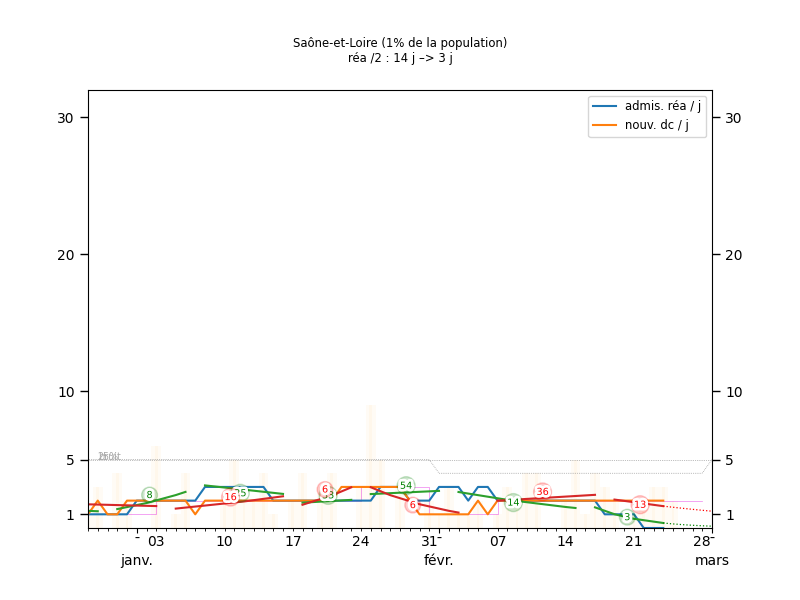 Saône-et-Loire (1% de la population)
réa /2 : 14 j –> 3 j
admis. réa / j
nouv. dc / j
30 30
20 20
10 10
5 5
1 1
8 16 6 54 6 14 36 3 13
- 03 10 17 24 31- 07 14 21 28-
janv. févr. mars